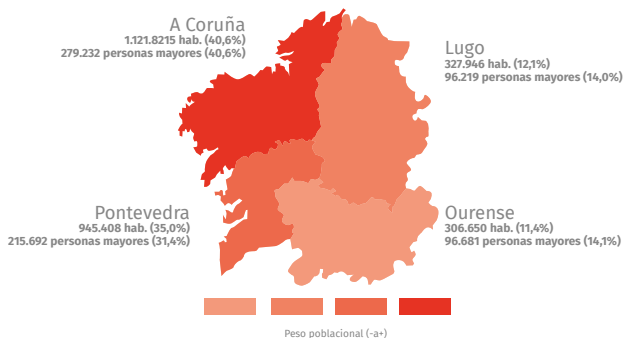 A Coruña
1.121.8215 hab. (40,6%)
279.232 personas mayores (40,6%)
Lugo
327.946 hab. (12,1%)
96.219 personas mayores (14,0%)
Pontevedra
945.408 hab. (35,0%)
215.692 personas mayores (31,4%)
Ourense
306.650 hab. (11,4%)
96.681 personas mayores (14,1%)
Peso poblacional (-a+)